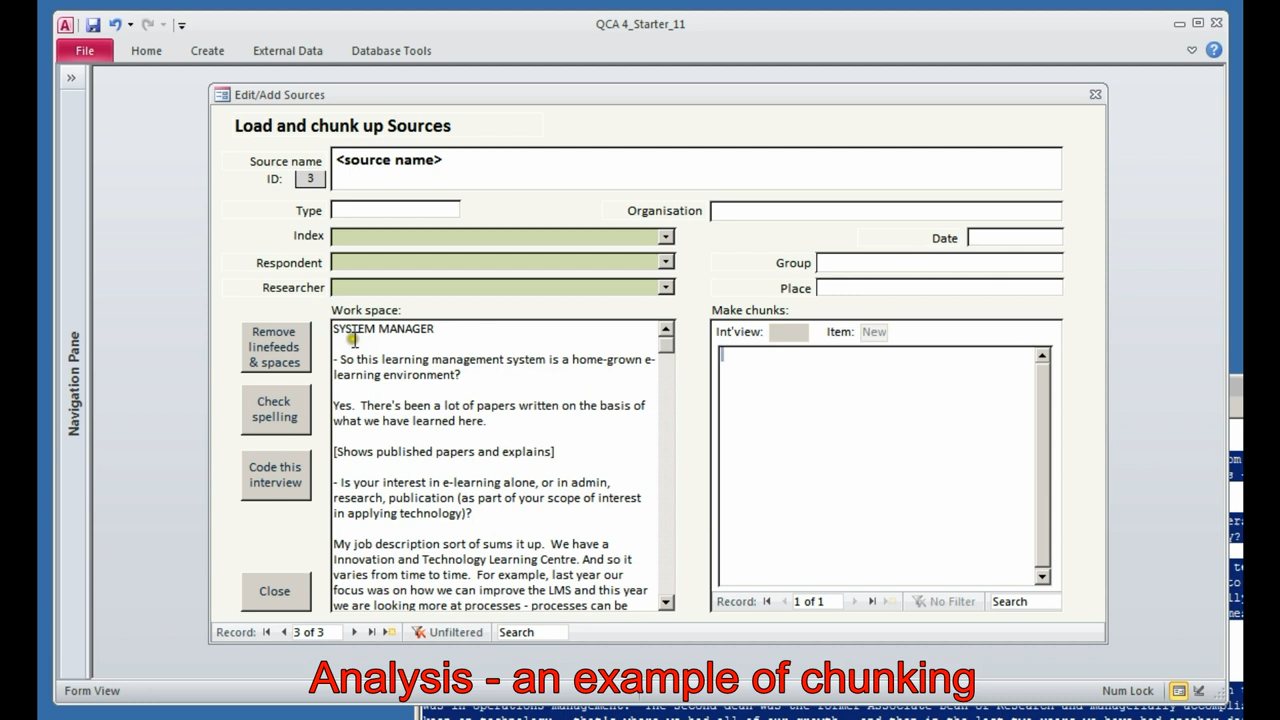 QCA 4_Starter_11
File Home Create External Data Database Tools
Edit/Add Sources
Load and chunk up Sources
Source name <source name>
ID: 3
Type Organisation
Index Date
Respondent Group
Researcher Place
Work space: Make chunks:
Remove
linefeeds
& spaces
Check
spelling
Code this
interview
Close
SYSTEM MANAGER
- So this learning management system is a home-grown e-
learning environment?
Yes. There's been a lot of papers written on the basis of
what we have learned here.
[Shows published papers and explains]
- Is your interest in e-learning alone, or in admin,
research, publication (as part of your scope of interest
in applying technology)?
My job description sort of sums it up. We have a
Innovation and Technology Learning Centre. And so it
varies from time to time. For example, last year our
focus was on how we can improve the LMS and this year
we are looking more at processes - processes can be
Int'view: Item: New
Record: 1 of 1 No Filter Search
Record: 3 of 3 Unfiltered Search
Navigation Pane
Analysis - an example of chunking
Form View Num Lock